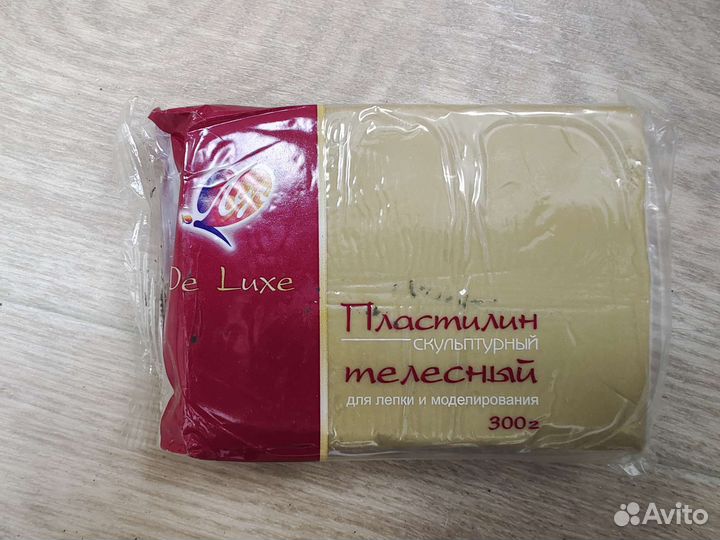 De Luxe
Пластилин
скульптурный
телесный
для лепки и моделирования
300г
Avito